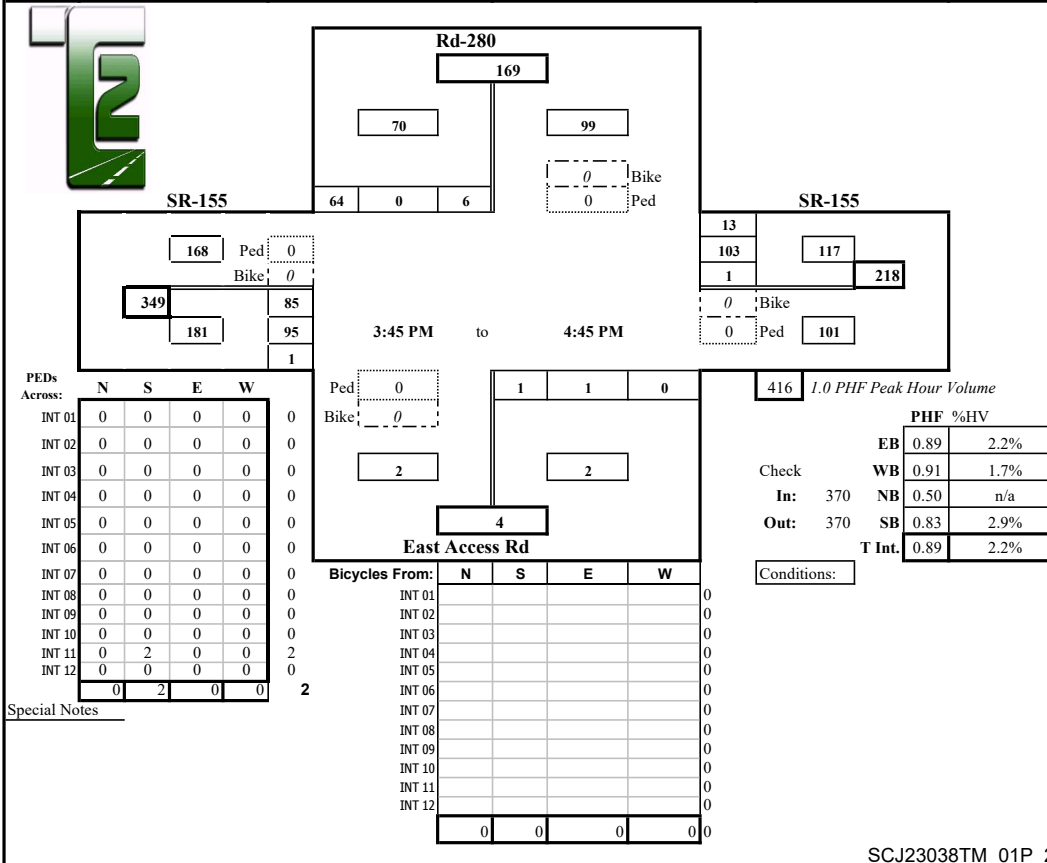 T2
Rd-280
169
70 99
0 Bike
SR-155 64 0 6 0 Ped SR-155
13
168 Ped 0 103 117
Bike 0 1 218
349 85 0 Bike
181 95 3:45 PM to 4:45 PM 0 Ped 101
1
PEDs
Across: N S E W Ped 0 1 1 0 416 1.0 PHF Peak Hour Volume
INT 01 0 0 0 0 0 Bike 0 PHF %HV
INT 02 0 0 0 0 0 EB 0.89 2.2%
INT 03 0 0 0 0 0 2 2 Check WB 0.91 1.7%
INT 04 0 0 0 0 0 In: 370 NB 0.50 n/a
INT 05 0 0 0 0 0 4 Out: 370 SB 0.83 2.9%
INT 06 0 0 0 0 0 East Access Rd T Int. 0.89 2.2%
INT 07 0 0 0 0 0 Bicycles From: N S E W Conditions:
INT 08 0 0 0 0 0 INT 01 0
INT 09 0 0 0 0 0 INT 02 0
INT 10 0 0 0 0 0 INT 03 0
INT 11 0 2 0 0 2 INT 04 0
INT 12 0 0 0 0 0 INT 05 0
0 2 0 0 2 INT 06 0
Special Notes INT 07 0
INT 08 0
INT 09 0
INT 10 0
INT 11 0
INT 12 0
0 0 0 0 0
SCJ23038TM_01P_2